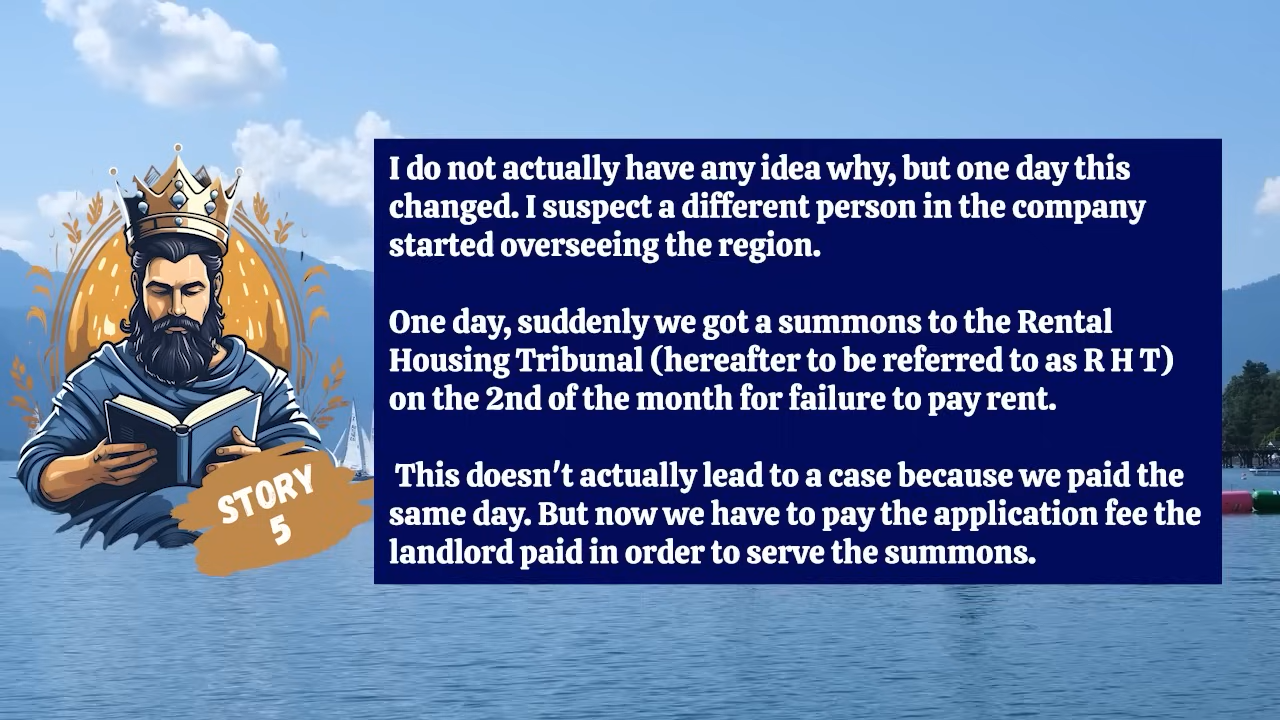 I do not actually have any idea why, but one day this
changed. I suspect a different person in the company
started overseeing the region.
One day, suddenly we got a summons to the Rental
Housing Tribunal (hereafter to be referred to as R H T)
on the 2nd of the month for failure to pay rent.
This doesn't actually lead to a case because we paid the
same day. But now we have to pay the application fee the
landlord paid in order to serve the summons.
STORY
5